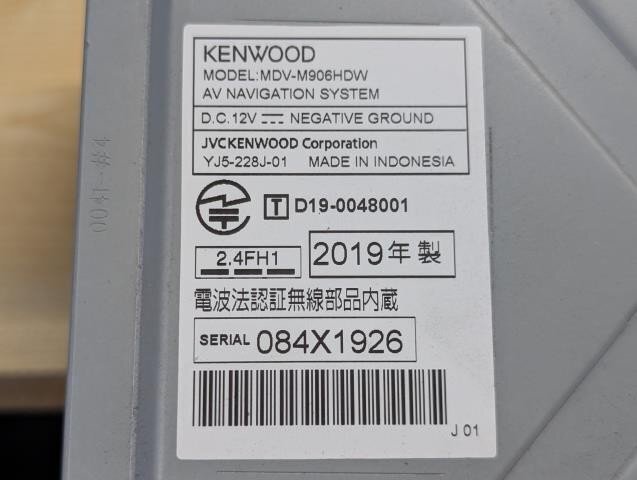 KENWOOD
MODEL:MDV-M906HDW
AV NAVIGATION SYSTEM
D.C.12V NEGATIVE GROUND
JVCKENWOOD Corporation
YJ5-228J-01 MADE IN INDONESIA
T D19-0048001
2.4FH1
2019年製
電波法認証無線部品内蔵
SERIAL 084X1926
J 01